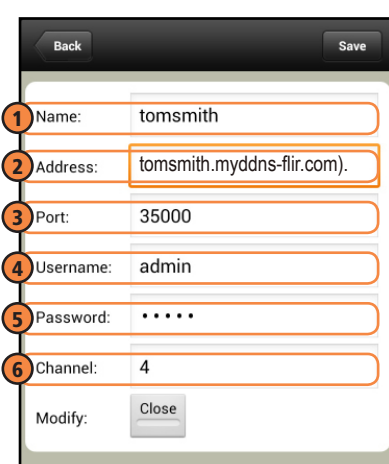 Back Save
1 Name: tomsmith
2 Address: tomsmith.myddns-flir.com).
3 Port: 35000
4 Username: admin
5 Password: •••••
6 Channel: 4
Modify: Close